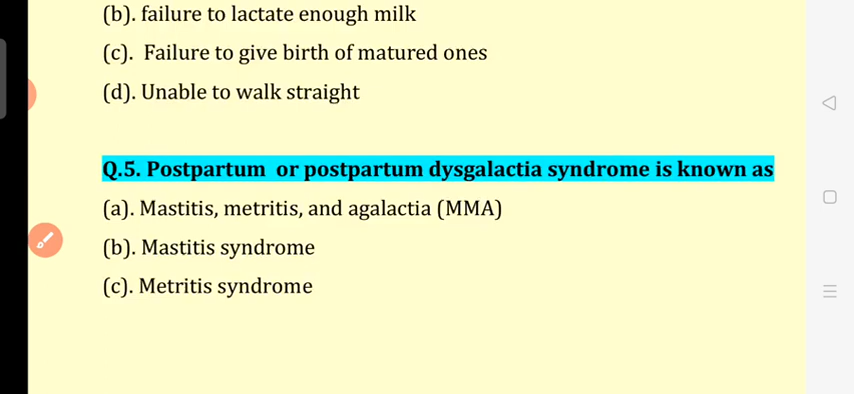 (b). failure to lactate enough milk
(c). Failure to give birth of matured ones
(d). Unable to walk straight
Q.5. Postpartum or postpartum dysgalactia syndrome is known as
(a). Mastitis, metritis, and agalactia (MMA)
(b). Mastitis syndrome
(c). Metritis syndrome